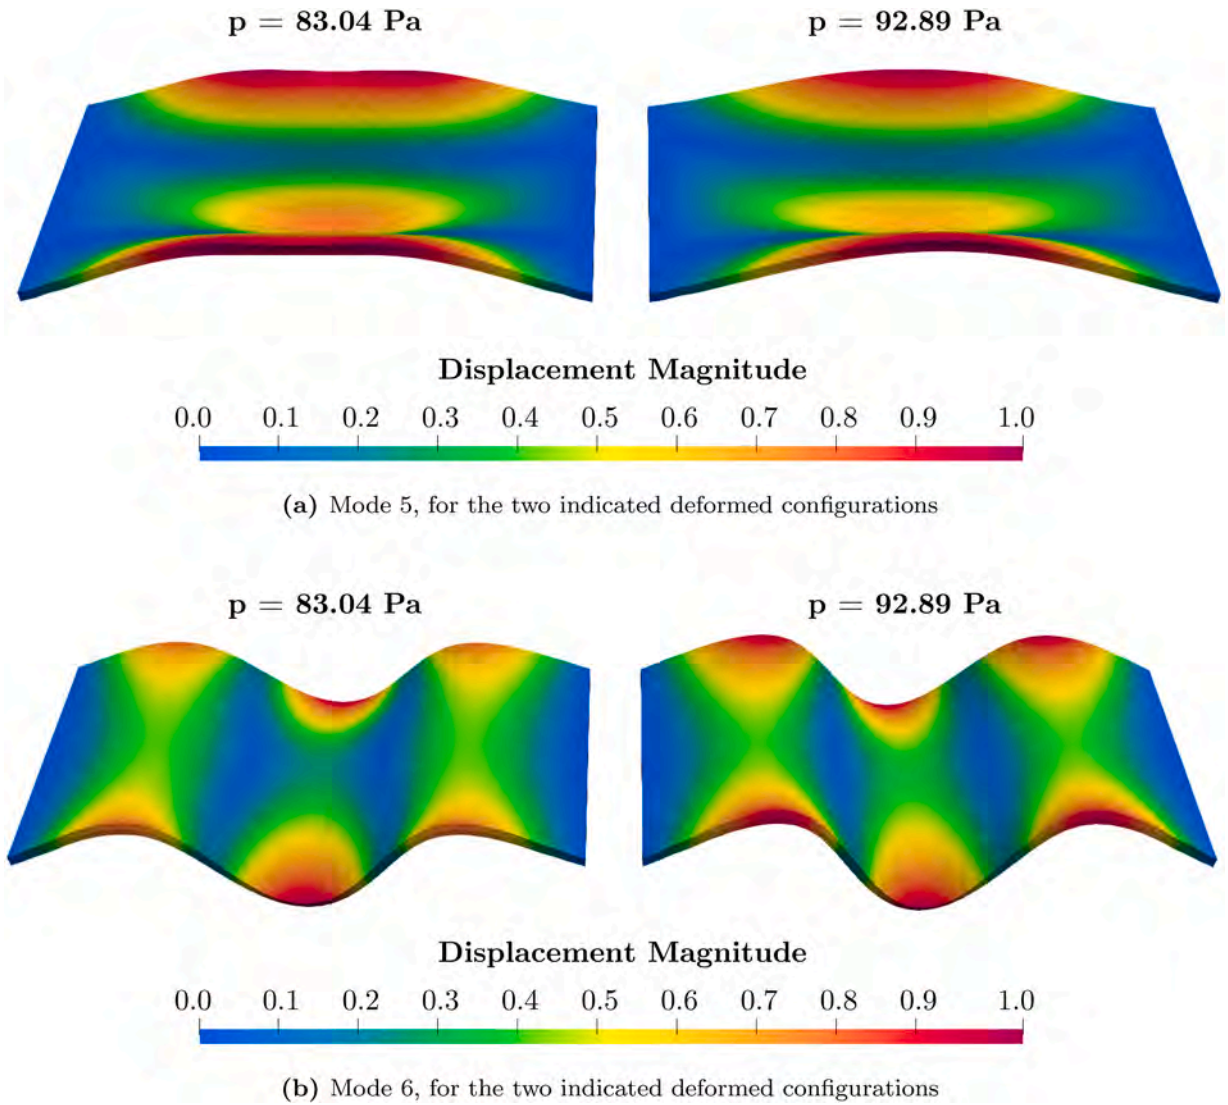 p = 83.04 Pa p = 92.89 Pa
Displacement Magnitude
0.0 0.1 0.2 0.3 0.4 0.5 0.6 0.7 0.8 0.9 1.0
(a) Mode 5, for the two indicated deformed configurations
p = 83.04 Pa p = 92.89 Pa
Displacement Magnitude
0.0 0.1 0.2 0.3 0.4 0.5 0.6 0.7 0.8 0.9 1.0
(b) Mode 6, for the two indicated deformed configurations